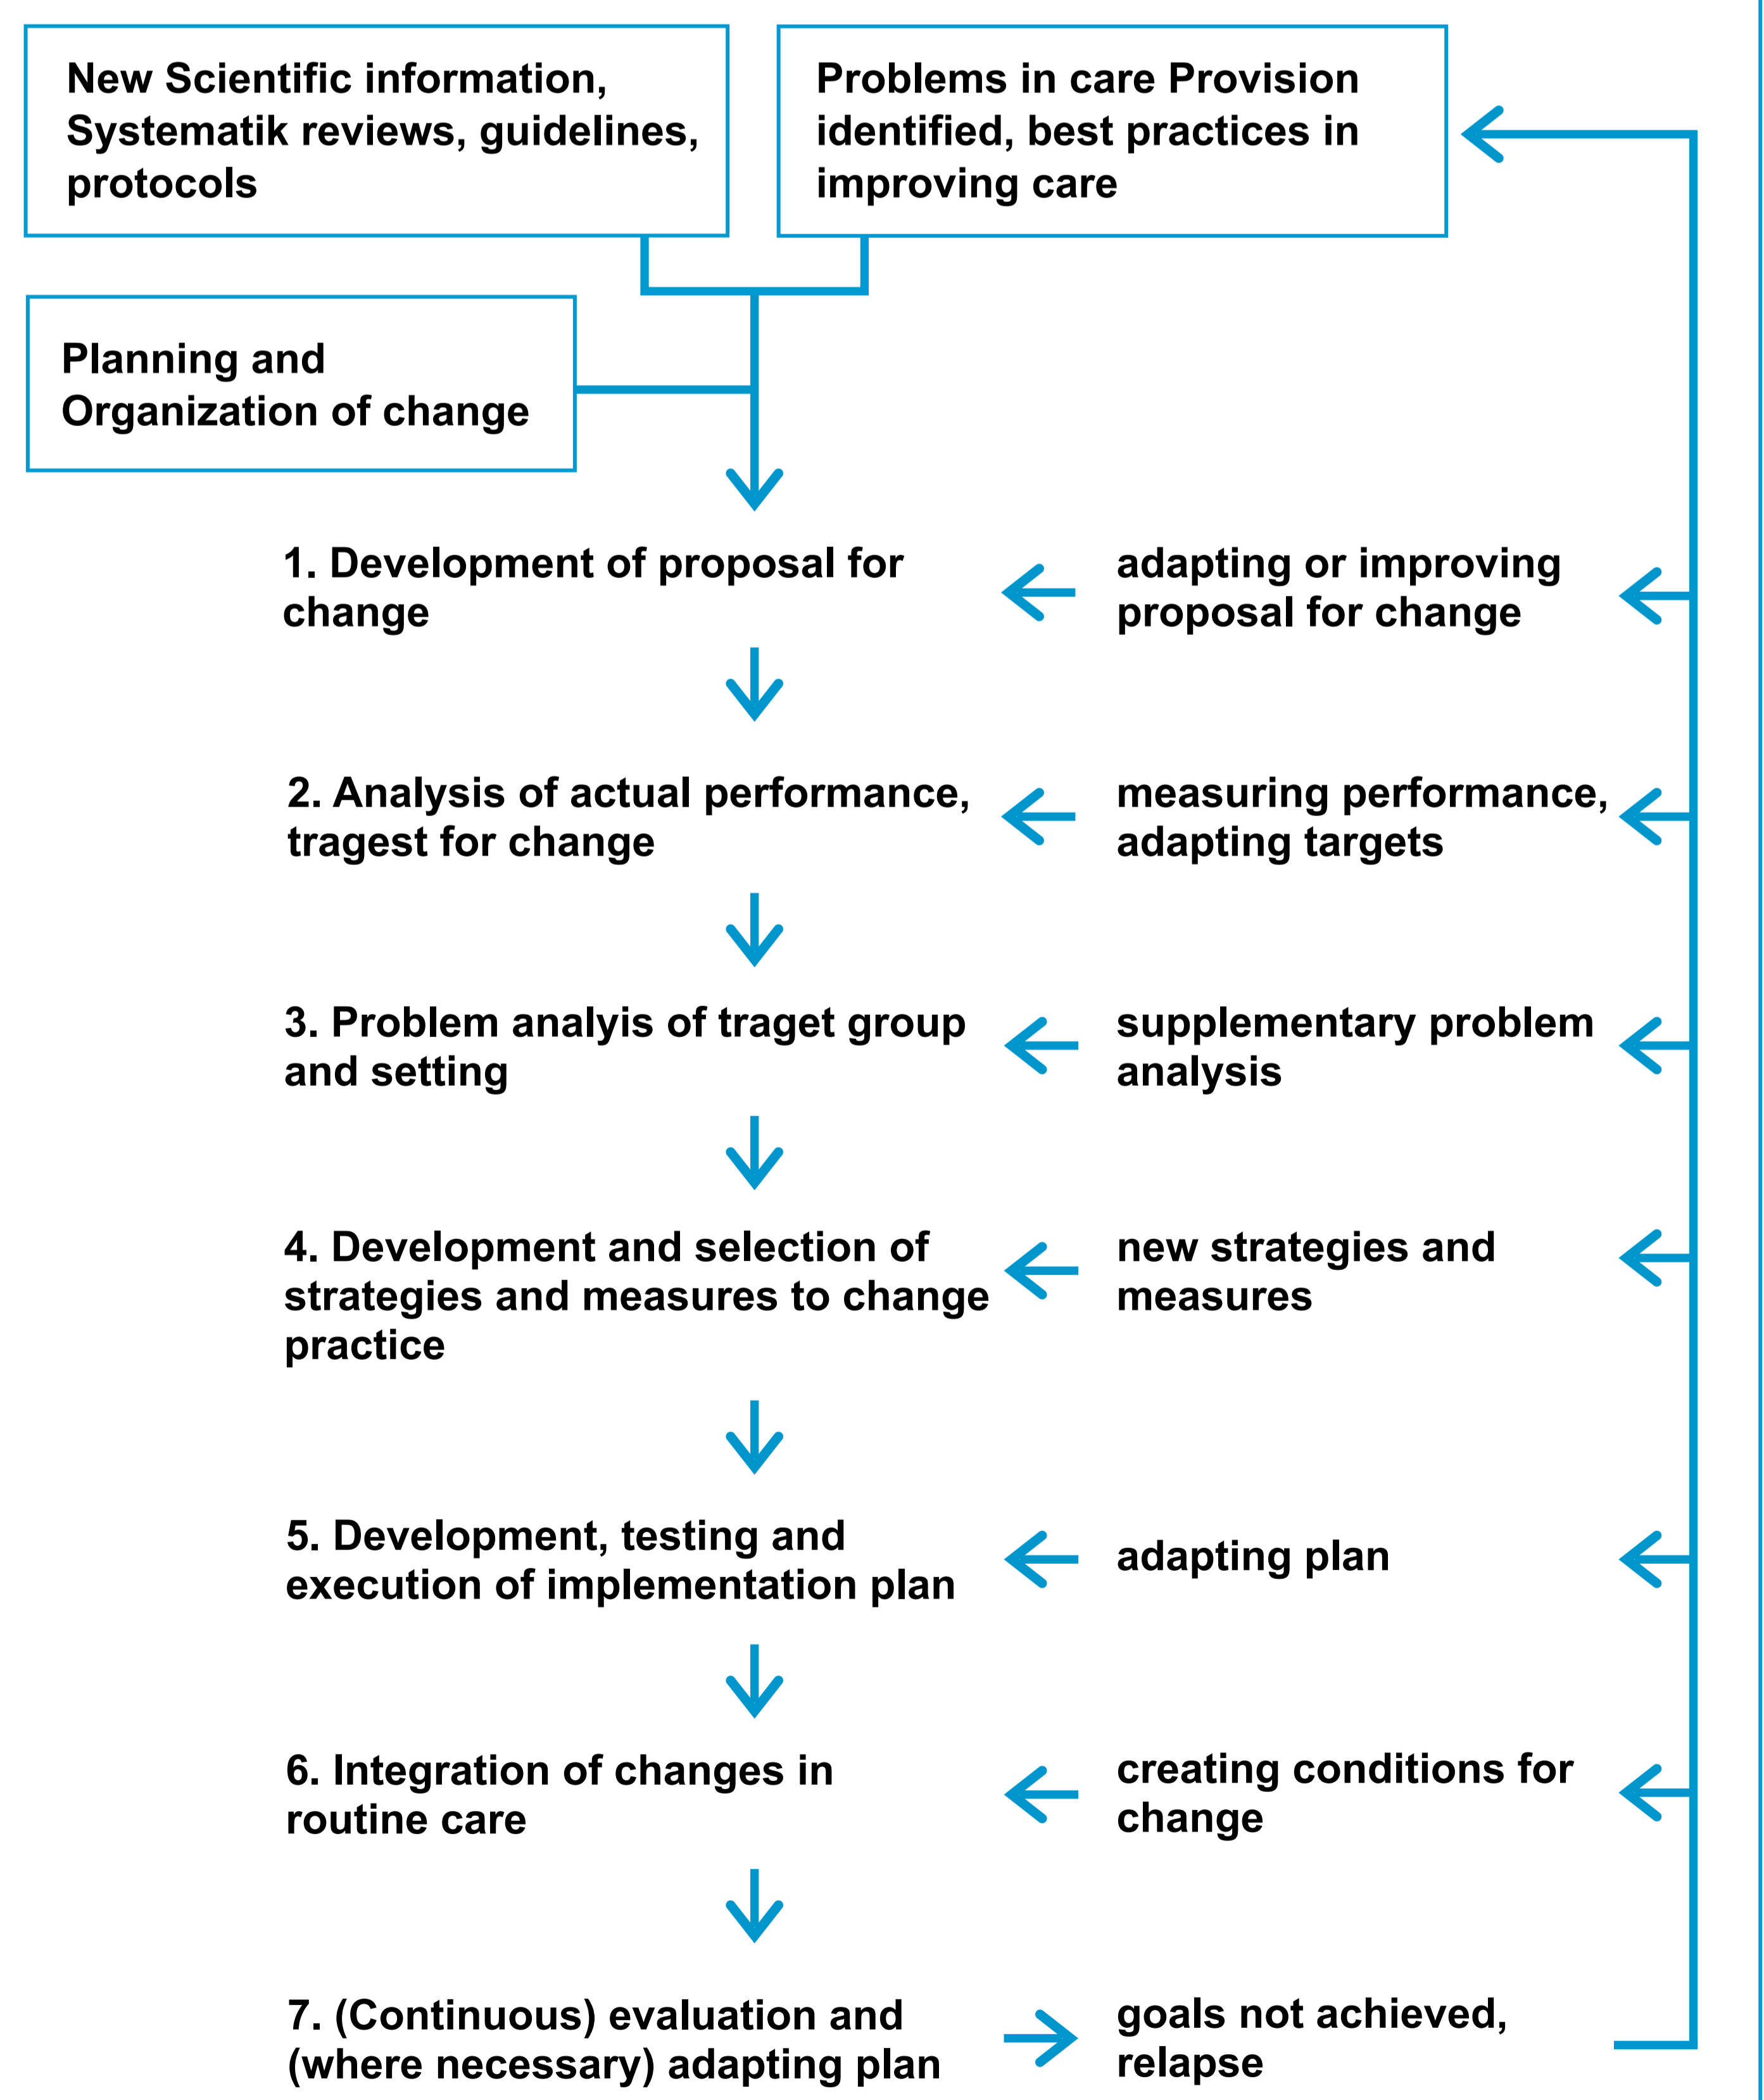 New Scientific information,
Systematik reviews, guidelines,
protocols
Problems in care Provision
identified, best practices in
improving care
Planning and
Organization of change
1. Development of proposal for
change
adapting or improving
proposal for change
2. Analysis of actual performance,
tragest for change
measuring performance,
adapting targets
3. Problem analyis of traget group
and setting
supplementary problem
analysis
4. Development and selection of
strategies and measures to change
practice
new strategies and
measures
5. Development, testing and
execution of implementation plan
adapting plan
6. Integration of changes in
routine care
creating conditions for
change
7. (Continuous) evaluation and
(where necessary) adapting plan
goals not achieved,
relapse